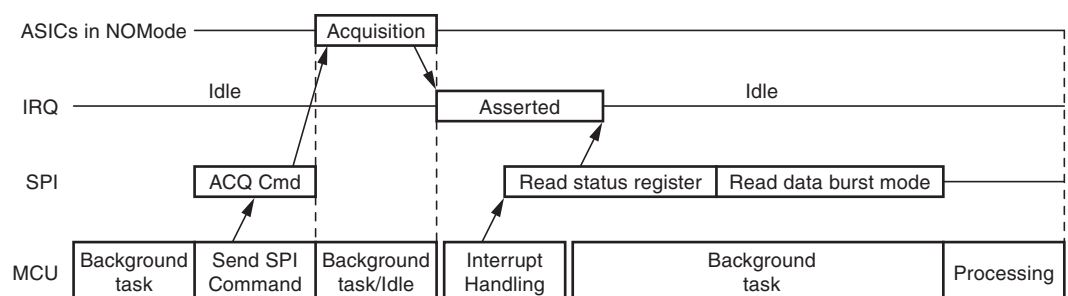 ASICs in NOMode
Acquisition
IRQ
Idle
Asserted
Idle
SPI
ACQ Cmd
Read status register
Read data burst mode
MCU
Background
task
Send SPI
Command
Background
task/Idle
Interrupt
Handling
Background
task
Processing